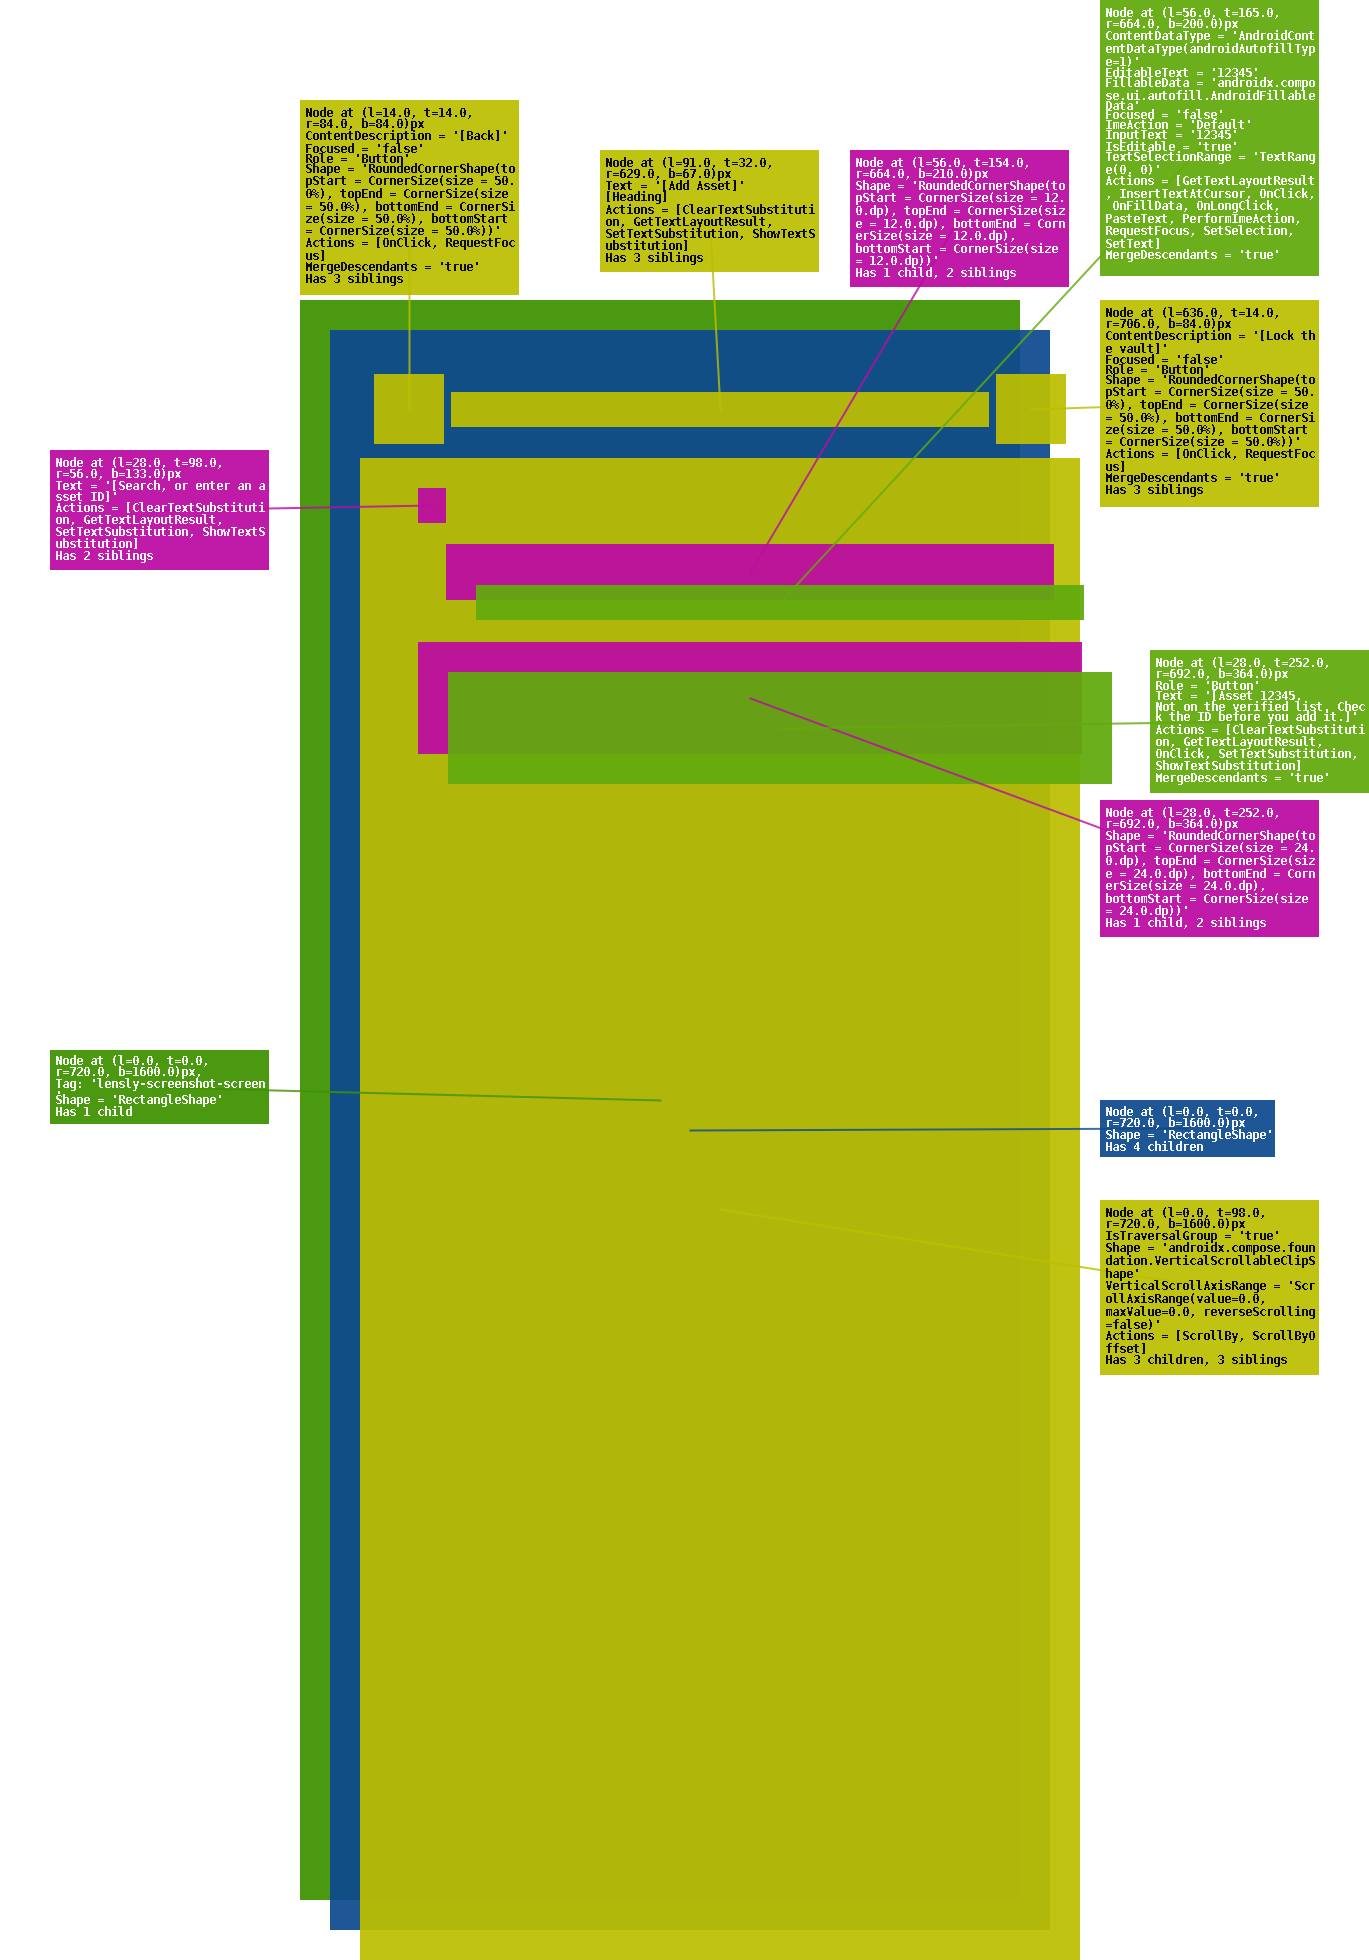 Node at (l=56.0, t=165.0,
r=664.0, b=200.0)px
ContentDataType = 'AndroidCont
entDataType(androidAutofillTyp
e=1)'
EditableText = '12345'
FillableData = 'androidx.compo
se.ui.autofill.AndroidFillable
Data'
Focused = 'false'
ImeAction = 'Default'
InputText = '12345'
IsEditable = 'true'
TextSelectionRange = 'TextRang
e(0, 0)'
Actions = [GetTextLayoutResult
, InsertTextAtCursor, OnClick,
 OnFillData, OnLongClick,
PasteText, PerformImeAction,
RequestFocus, SetSelection,
SetText]
MergeDescendants = 'true'
Node at (l=14.0, t=14.0,
r=84.0, b=84.0)px
ContentDescription = '[Back]'
Focused = 'false'
Role = 'Button'
Shape = 'RoundedCornerShape(to
pStart = CornerSize(size = 50.
0%), topEnd = CornerSize(size
= 50.0%), bottomEnd = CornerSi
ze(size = 50.0%), bottomStart
= CornerSize(size = 50.0%))'
Actions = [OnClick, RequestFoc
us]
MergeDescendants = 'true'
Has 3 siblings
Node at (l=91.0, t=32.0,
r=629.0, b=67.0)px
Text = '[Add Asset]'
[Heading]
Actions = [ClearTextSubstituti
on, GetTextLayoutResult,
SetTextSubstitution, ShowTextS
ubstitution]
Has 3 siblings
Node at (l=56.0, t=154.0,
r=664.0, b=210.0)px
Shape = 'RoundedCornerShape(to
pStart = CornerSize(size = 12.
0.dp), topEnd = CornerSize(siz
e = 12.0.dp), bottomEnd = Corn
erSize(size = 12.0.dp),
bottomStart = CornerSize(size
= 12.0.dp))'
Has 1 child, 2 siblings
Node at (l=636.0, t=14.0,
r=706.0, b=84.0)px
ContentDescription = '[Lock th
e vault]'
Focused = 'false'
Role = 'Button'
Shape = 'RoundedCornerShape(to
pStart = CornerSize(size = 50.
0%), topEnd = CornerSize(size
= 50.0%), bottomEnd = CornerSi
ze(size = 50.0%), bottomStart
= CornerSize(size = 50.0%))'
Actions = [OnClick, RequestFoc
us]
MergeDescendants = 'true'
Has 3 siblings
Node at (l=28.0, t=98.0,
r=56.0, b=133.0)px
Text = '[Search, or enter an a
sset ID]'
Actions = [ClearTextSubstituti
on, GetTextLayoutResult,
SetTextSubstitution, ShowTextS
ubstitution]
Has 2 siblings
Node at (l=28.0, t=252.0,
r=692.0, b=364.0)px
Role = 'Button'
Text = '[Asset 12345,
Not on the verified list. Chec
k the ID before you add it.]'
Actions = [ClearTextSubstituti
on, GetTextLayoutResult,
OnClick, SetTextSubstitution,
ShowTextSubstitution]
MergeDescendants = 'true'
Node at (l=28.0, t=252.0,
r=692.0, b=364.0)px
Shape = 'RoundedCornerShape(to
pStart = CornerSize(size = 24.
0.dp), topEnd = CornerSize(siz
e = 24.0.dp), bottomEnd = Corn
erSize(size = 24.0.dp),
bottomStart = CornerSize(size
= 24.0.dp))'
Has 1 child, 2 siblings
Node at (l=0.0, t=0.0,
r=720.0, b=1600.0)px,
Tag: 'lensly-screenshot-screen
'
Shape = 'RectangleShape'
Has 1 child
Node at (l=0.0, t=0.0,
r=720.0, b=1600.0)px
Shape = 'RectangleShape'
Has 4 children
Node at (l=0.0, t=98.0,
r=720.0, b=1600.0)px
IsTraversalGroup = 'true'
Shape = 'androidx.compose.foun
dation.VerticalScrollableClipS
hape'
VerticalScrollAxisRange = 'Scr
ollAxisRange(value=0.0,
maxValue=0.0, reverseScrolling
=false)'
Actions = [ScrollBy, ScrollByO
ffset]
Has 3 children, 3 siblings